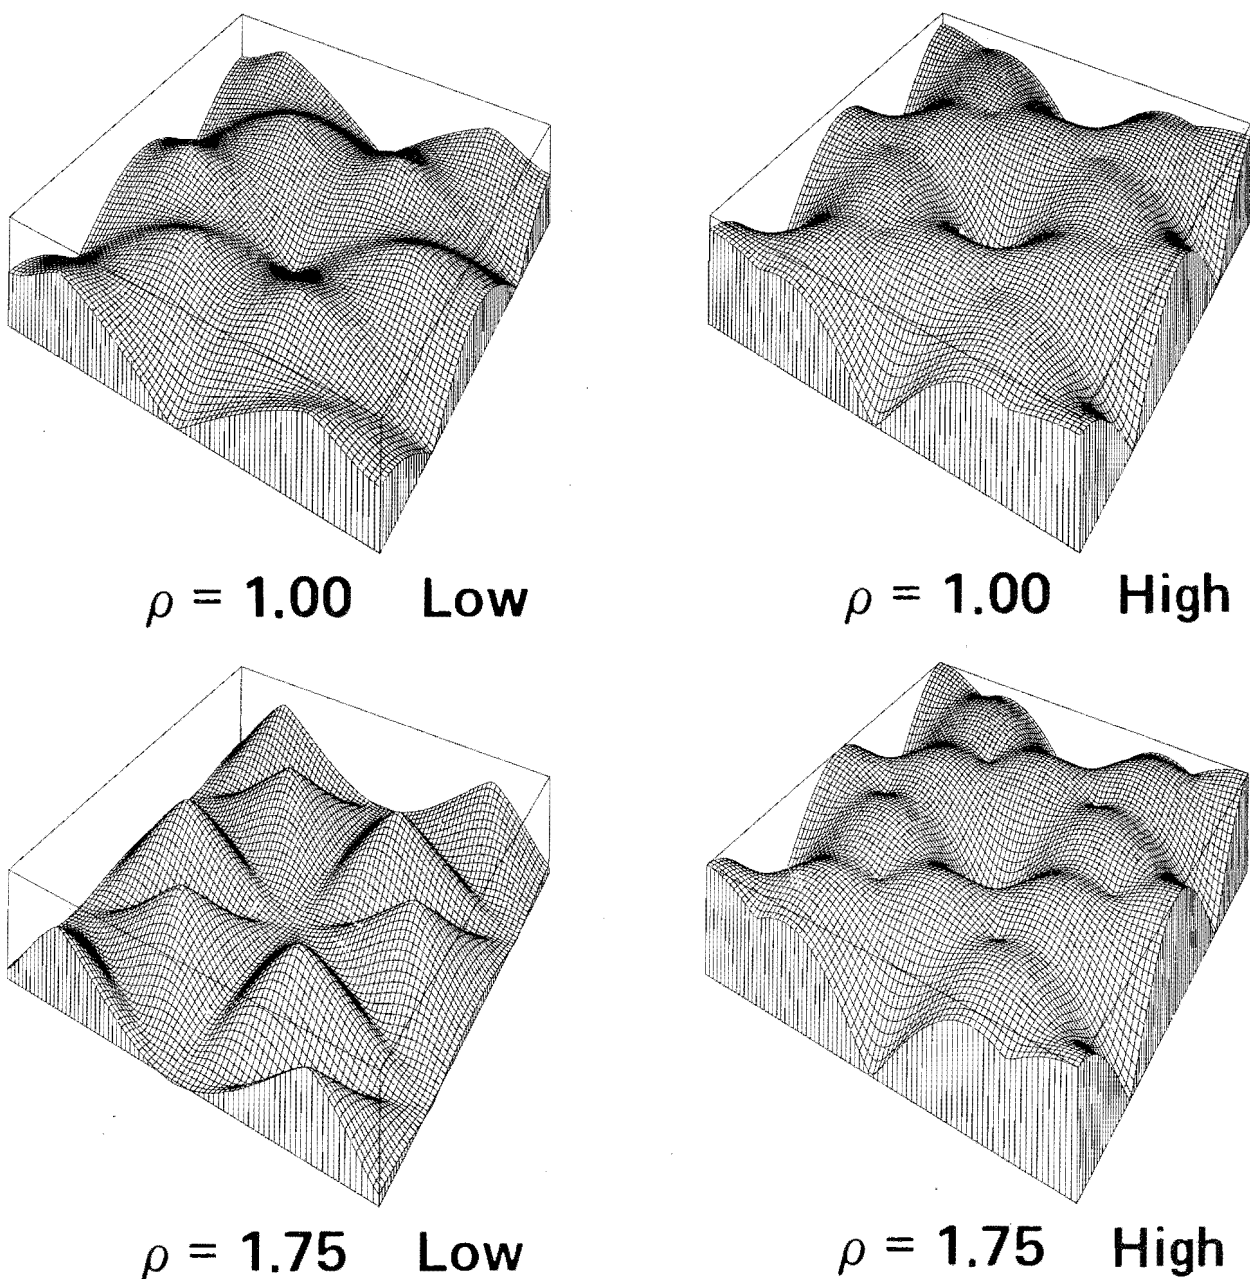 ρ = 1.00 Low
ρ = 1.00 High
ρ = 1.75 Low
ρ = 1.75 High